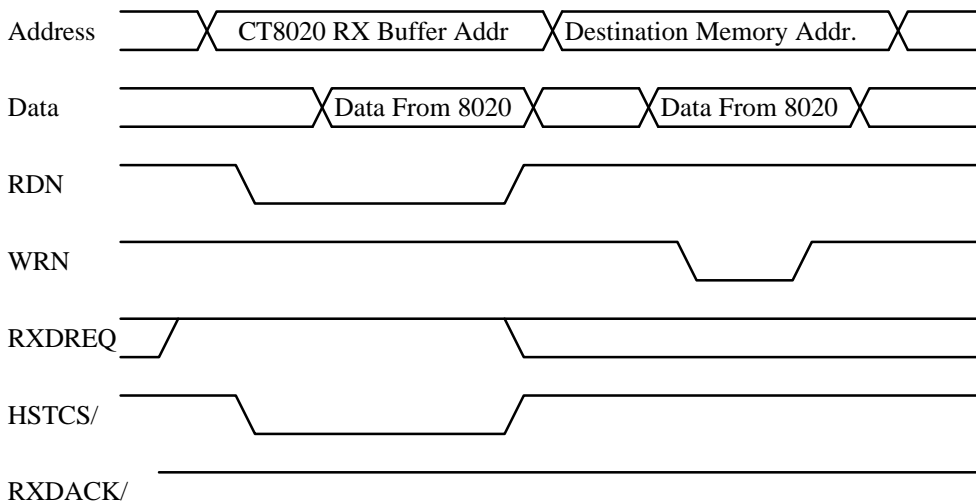 Address CT8020 RX Buffer Addr Destination Memory Addr.
Data Data From 8020 Data From 8020
RDN
WRN
RXDREQ
HSTCS/
RXDACK/